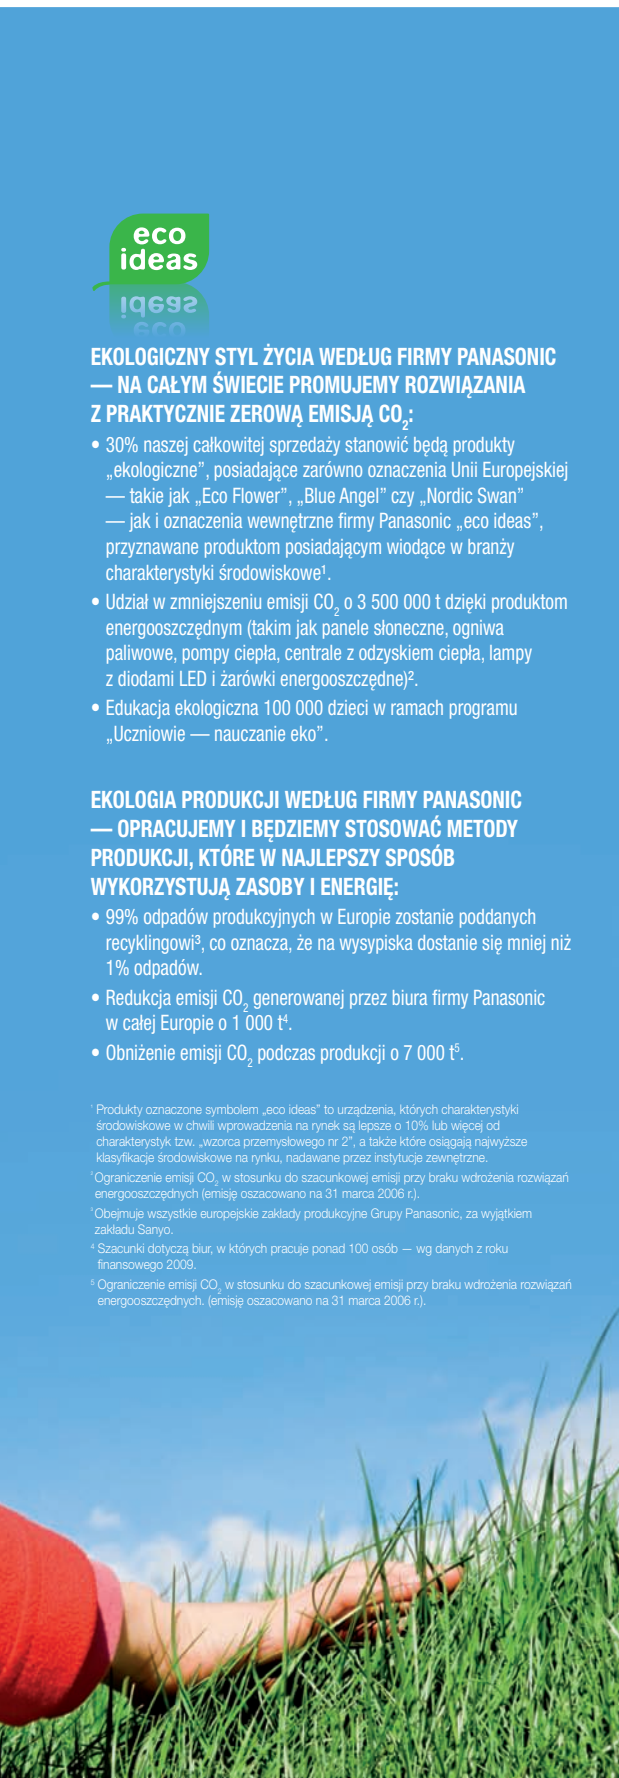 eco
ideas
EKOLOGICZNY STYL ŻYCIA WEDŁUG FIRMY PANASONIC
— NA CAŁYM ŚWIECIE PROMUJEMY ROZWIĄZANIA
Z PRAKTYCZNIE ZEROWĄ EMISJĄ CO₂:
• 30% naszej całkowitej sprzedaży stanowić będą produkty
„ekologiczne”, posiadające zarówno oznaczenia Unii Europejskiej
— takie jak „Eco Flower”, „Blue Angel” czy „Nordic Swan”
— jak i oznaczenia wewnętrzne firmy Panasonic „eco ideas”,
przyznawane produktom posiadającym wiodące w branży
charakterystyki środowiskowe¹.
• Udział w zmniejszeniu emisji CO₂ o 3 500 000 t dzięki produktom
energooszczędnym (takim jak panele słoneczne, ogniwa
paliwowe, pompy ciepła, centrale z odzyskiem ciepła, lampy
z diodami LED i żarówki energooszczędne)².
• Edukacja ekologiczna 100 000 dzieci w ramach programu
„Uczniowie — nauczanie eko”.
EKOLOGIA PRODUKCJI WEDŁUG FIRMY PANASONIC
— OPRACUJEMY I BĘDZIEMY STOSOWAĆ METODY
PRODUKCJI, KTÓRE W NAJLEPSZY SPOSÓB
WYKORZYSTUJĄ ZASOBY I ENERGIĘ:
• 99% odpadów produkcyjnych w Europie zostanie poddanych
recyklingowi³, co oznacza, że na wysypiska dostanie się mniej niż
1% odpadów.
• Redukcja emisji CO₂ generowanej przez biura firmy Panasonic
w całej Europie o 1 000 t⁴.
• Obniżenie emisji CO₂ podczas produkcji o 7 000 t⁵.
¹ Produkty oznaczone symbolem „eco ideas” to urządzenia, których charakterystyki
środowiskowe w chwili wprowadzenia na rynek są lepsze o 10% lub więcej od
charakterystyk tzw. „wzorca przemysłowego nr 2”, a także które osiągają najwyższe
klasyfikacje środowiskowe na rynku, nadawane przez instytucje zewnętrzne.
² Ograniczenie emisji CO₂ w stosunku do szacunkowej emisji przy braku wdrożenia rozwiązań
energooszczędnych (emisję oszacowano na 31 marca 2006 r.).
³ Obejmuje wszystkie europejskie zakłady produkcyjne Grupy Panasonic, za wyjątkiem
zakładu Sanyo.
⁴ Szacunki dotyczą biur, w których pracuje ponad 100 osób — wg danych z roku
finansowego 2009.
⁵ Ograniczenie emisji CO₂ w stosunku do szacunkowej emisji przy braku wdrożenia rozwiązań
energooszczędnych. (emisję oszacowano na 31 marca 2006 r.).